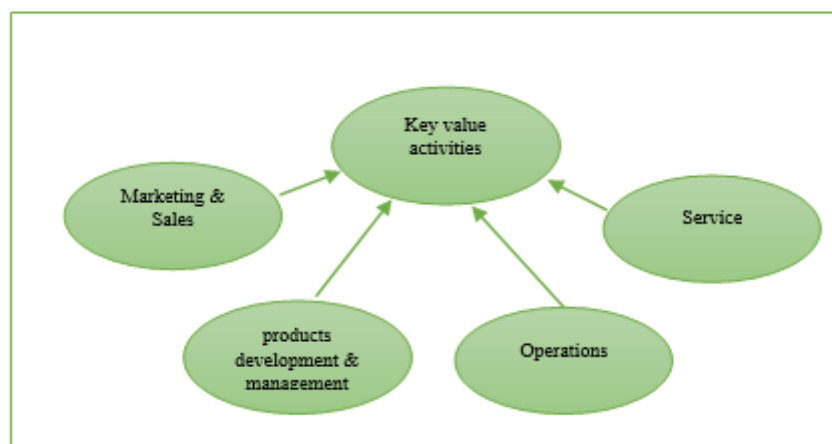 Key value
activities
Marketing &
Sales
Service
products
development &
management
Operations